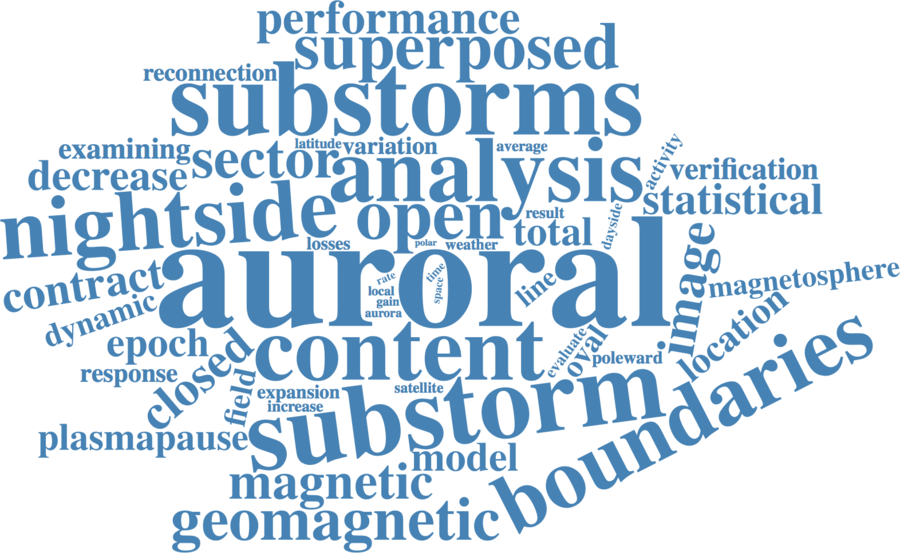 performance
superposed
reconnection
substorms
latitude
variation
average
examining
sector
analysis
activity
verification
decrease
statistical
nightside
open
result
dayside
total
losses
polar
weather
auroral
image
contract
rate
time
space
local
gain
aurora
line
magnetosphere
dynamic
epoch
content
evaluate
oval
location
closed
poleward
response
field
expansion
satellite
increase
substorm
boundaries
plasmapause
model
magnetic
geomagnetic